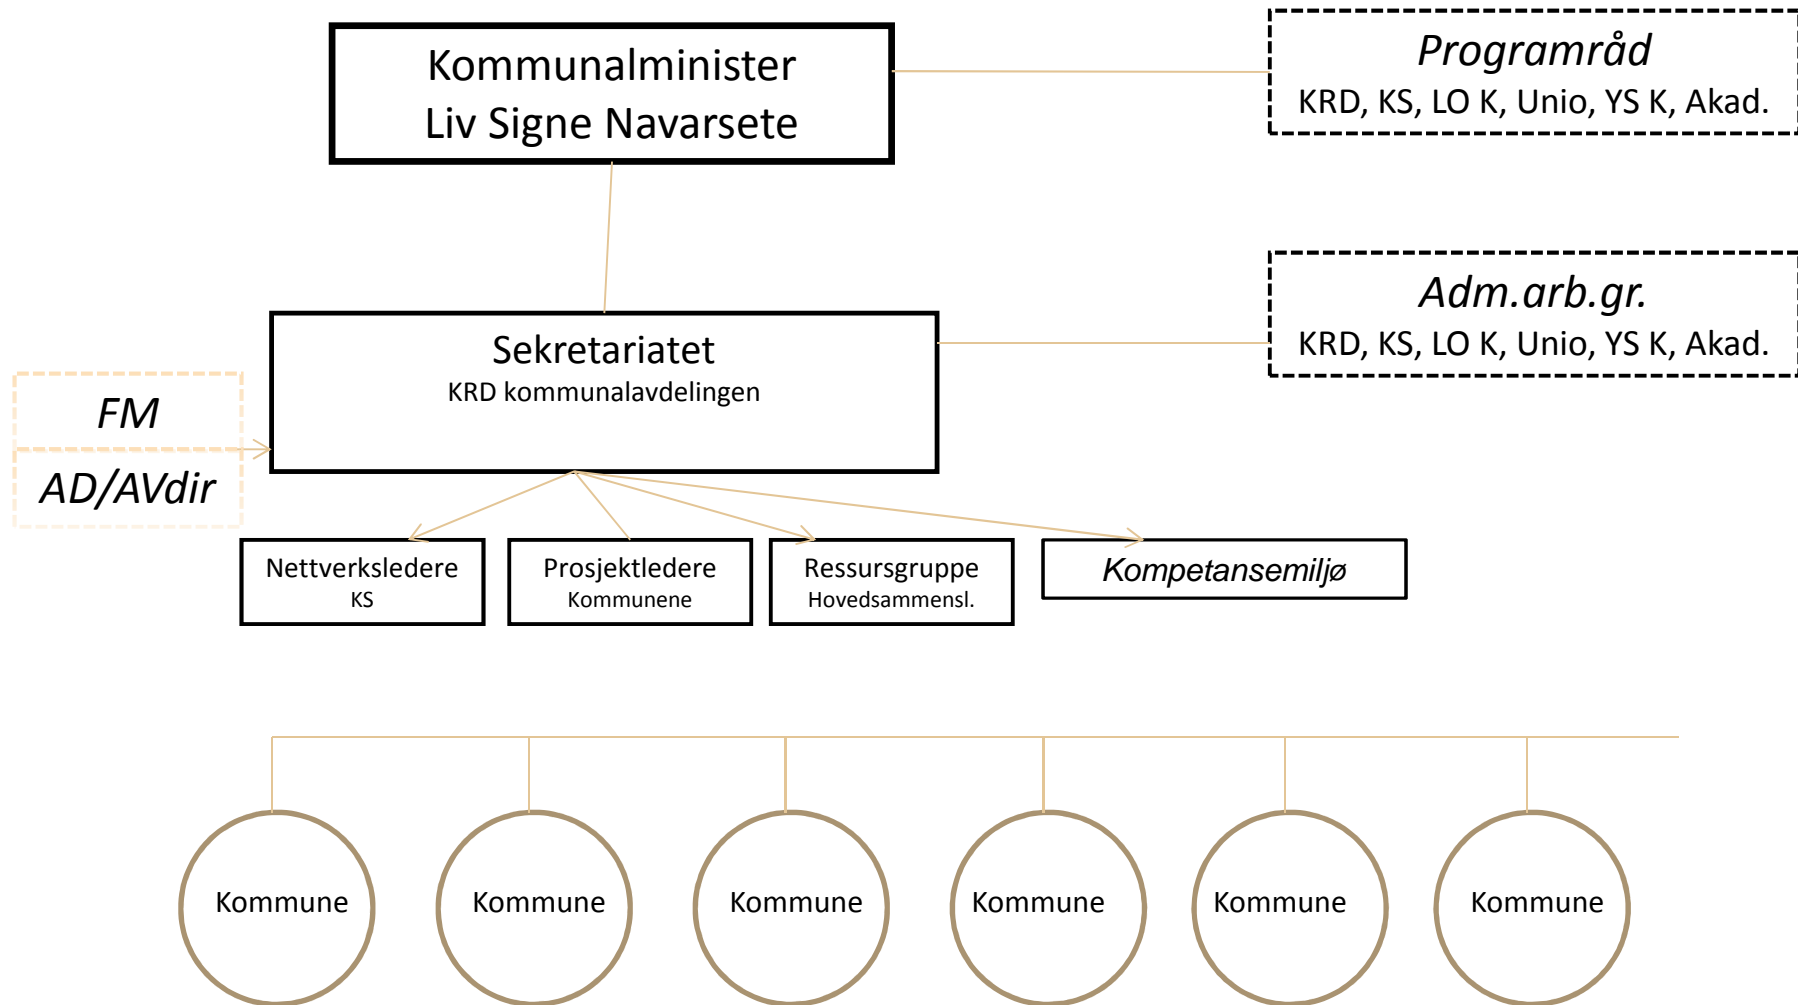 Kommunalminister
Liv Signe Navarsete
Programråd
KRD, KS, LO K, Unio, YS K, Akad.
Adm.arb.gr.
KRD, KS, LO K, Unio, YS K, Akad.
Sekretariatet
KRD kommunalavdelingen
FM
AD/AVdir
Nettverksledere
KS
Prosjektledere
Kommunene
Ressursgruppe
Hovedsammensl.
Kompetansemiljø
Kommune
Kommune
Kommune
Kommune
Kommune
Kommune